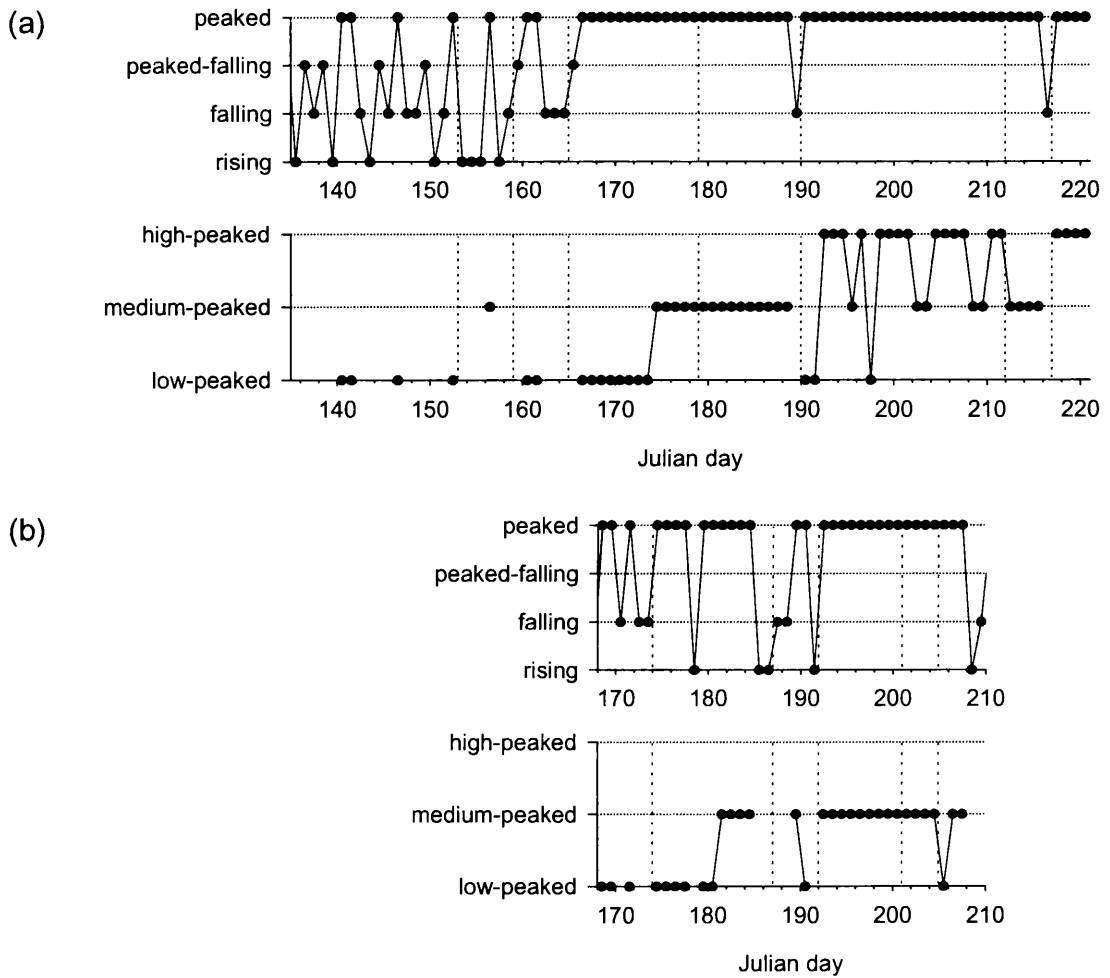 (a)
peaked
peaked-falling
falling
rising
140 150 160 170 180 190 200 210 220
high-peaked
medium-peaked
low-peaked
140 150 160 170 180 190 200 210 220
Julian day
(b)
peaked
peaked-falling
falling
rising
170 180 190 200 210
high-peaked
medium-peaked
low-peaked
170 180 190 200 210
Julian day